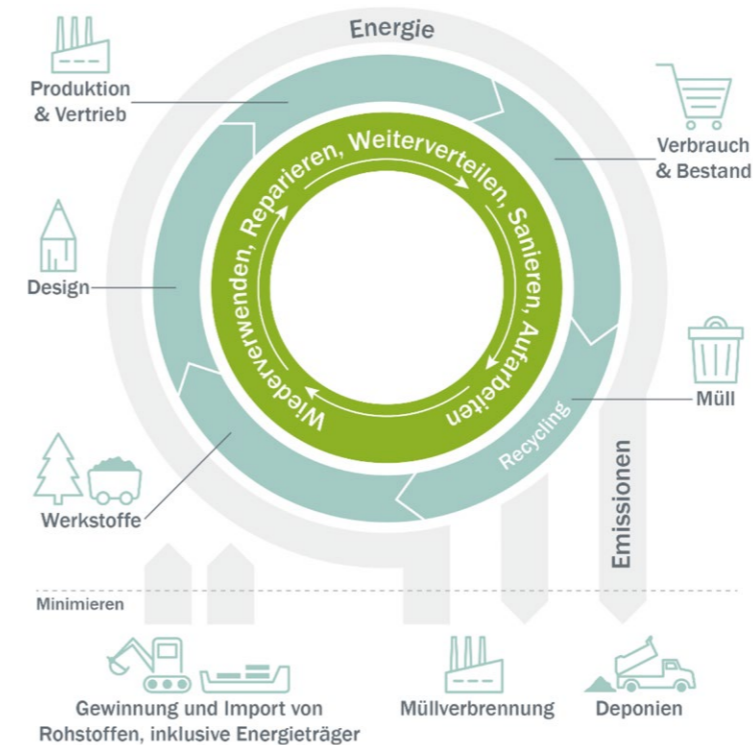 Energie
Produktion
& Vertrieb
Verbrauch
& Bestand
Wiederverwenden, Reparieren, Weiterverteilen, Sanieren, Aufarbeiten
Design
Müll
Recycling
Werkstoffe
Emissionen
Minimieren
Gewinnung und Import von
Rohstoffen, inklusive Energieträger
Müllverbrennung
Deponien